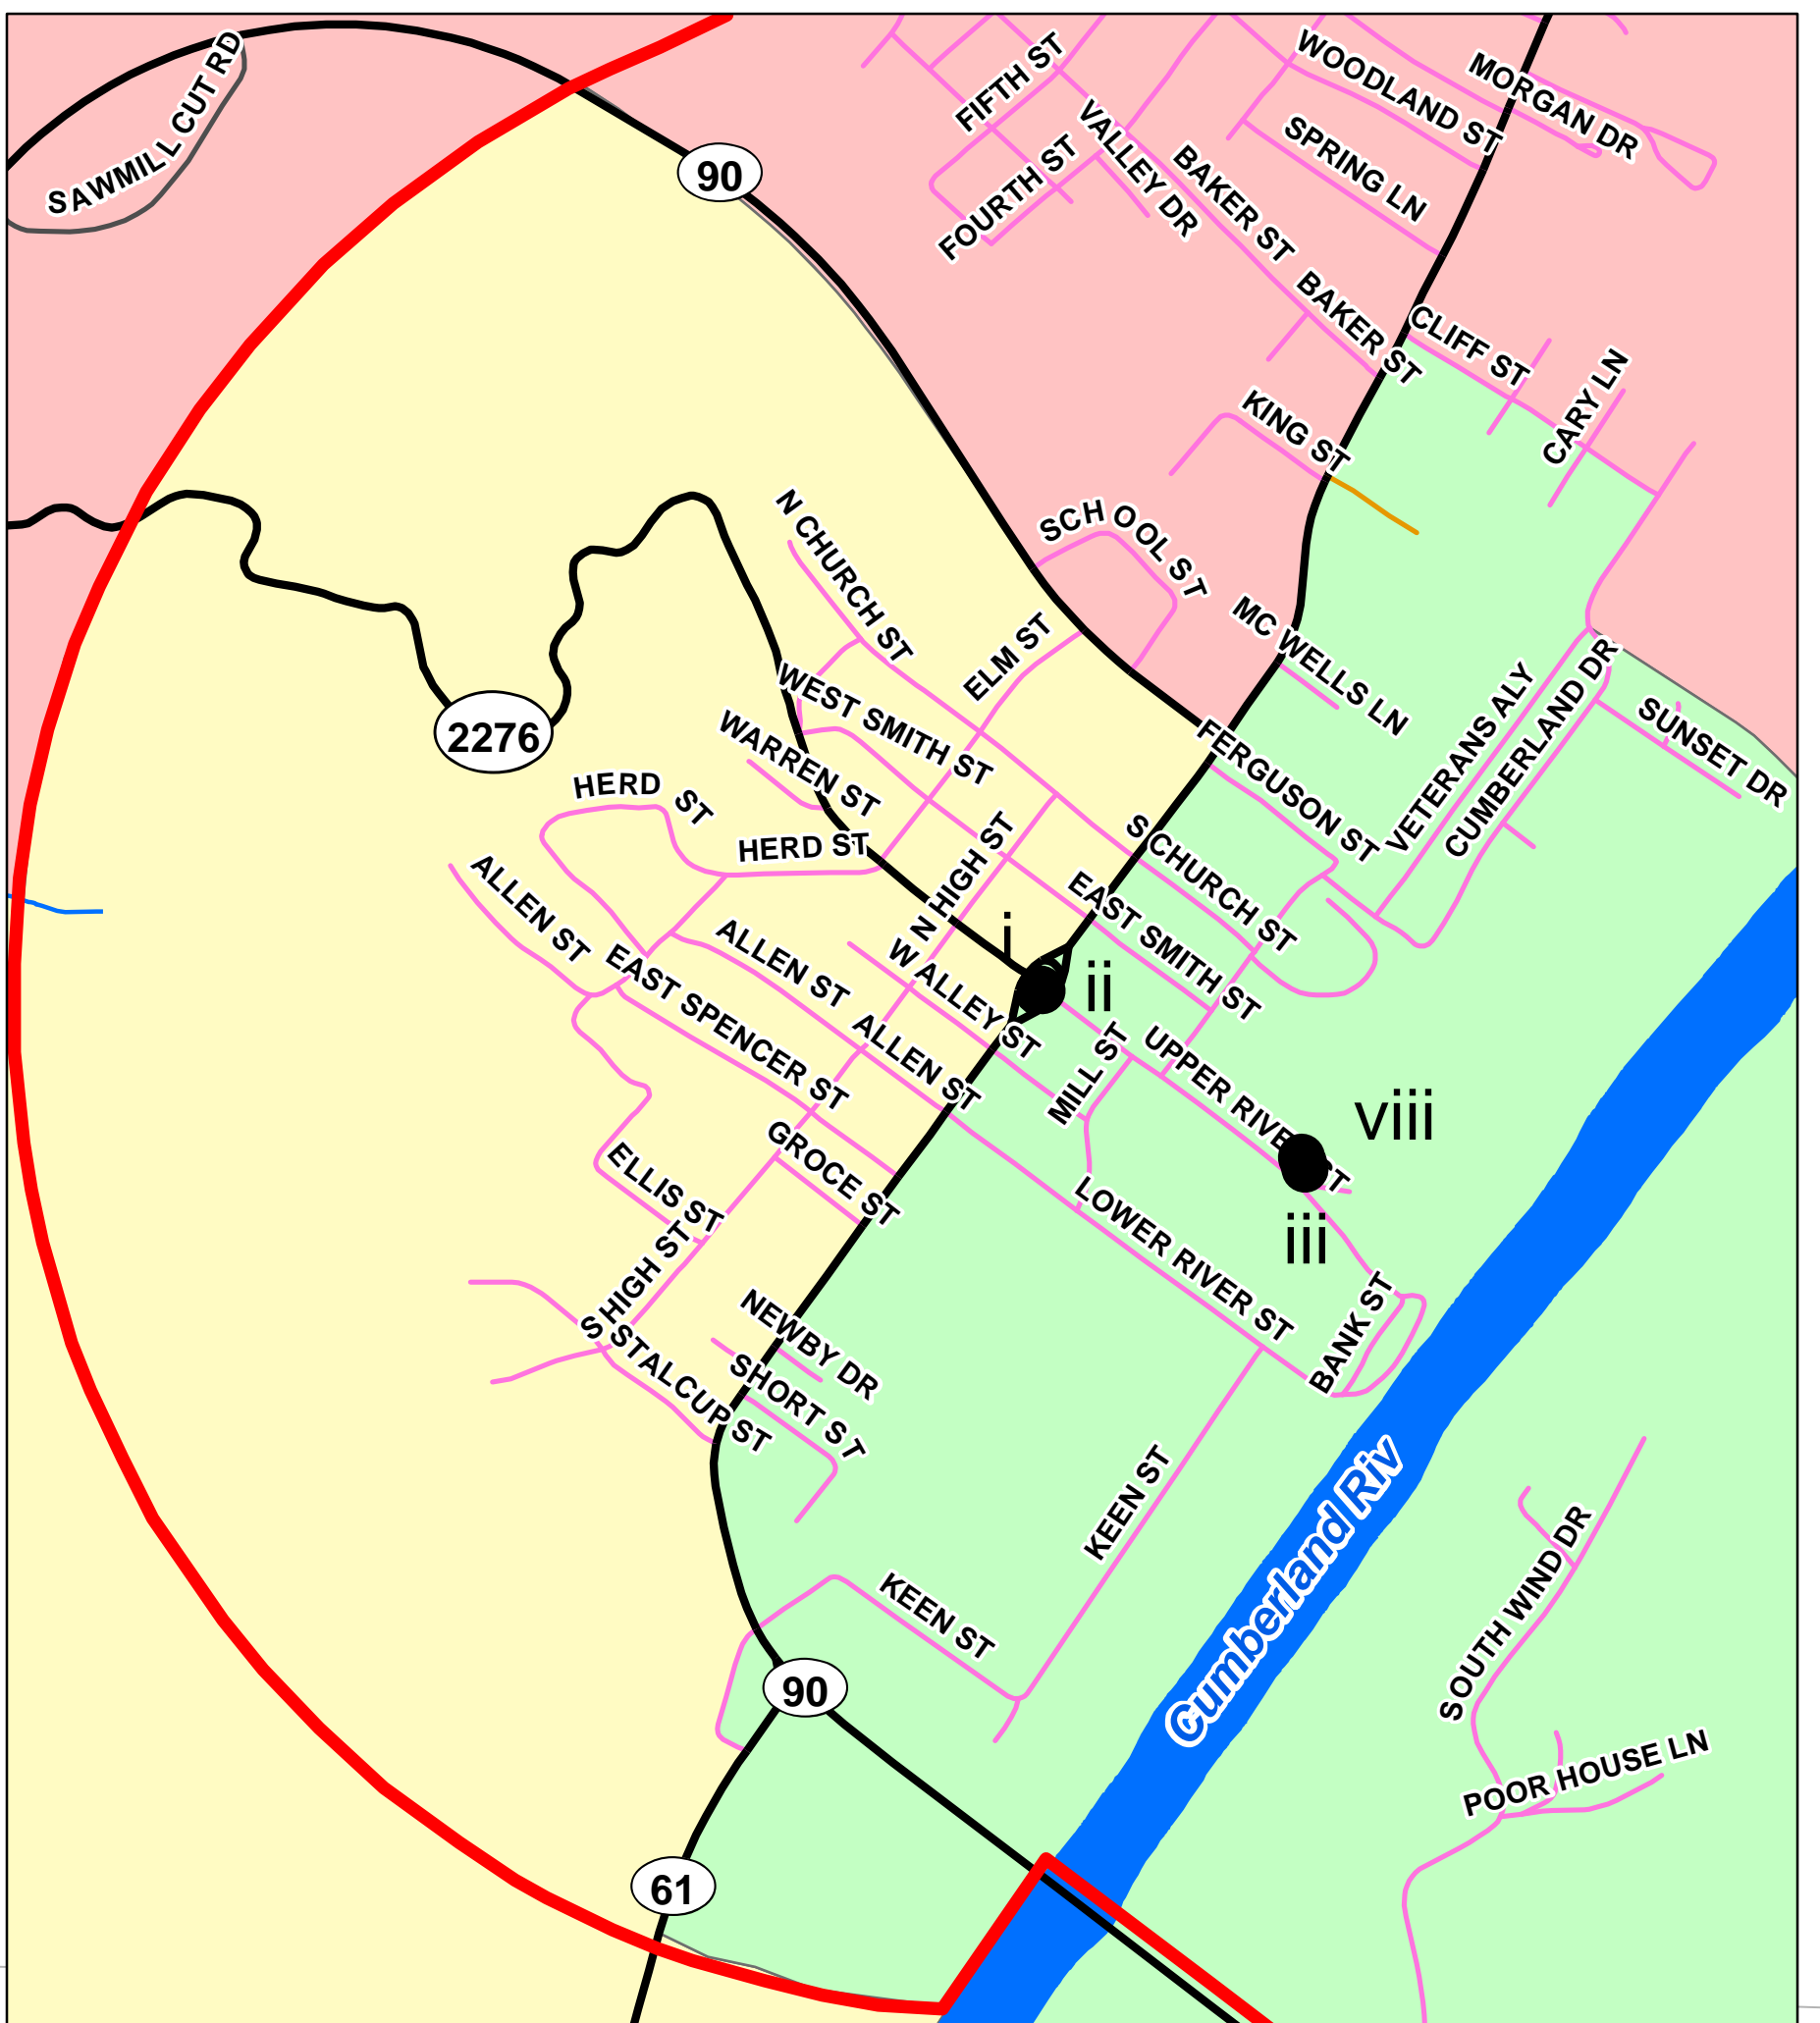 SAWMILL CUT RD
90
FIFTH ST
FOURTH ST
VALLEY DR
BAKER ST
WOODLAND ST
MORGAN DR
SPRING LN
BAKER ST
CLIFF ST
CARY LN
KING ST
SCHOOL ST
N CHURCH ST
ELM ST
MC WELLS LN
2276
WEST SMITH ST
WARREN ST
HERD ST
HERD ST
FERGUSON ST
VETERANS ALY
CUMBERLAND DR
SUNSET DR
N HIGH ST
S CHURCH ST
EAST SMITH ST
ALLEN ST
EAST SPENCER ST
ALLEN ST
W ALLEY ST
ALLEN ST
i
ii
MILL ST
UPPER RIVER ST
viii
iii
GROCE ST
ELLIS ST
S HIGH ST
LOWER RIVER ST
BANK ST
NEWBY DR
SHORT ST
STALCUP ST
KEEN ST
KEEN ST
Cumberland Riv
SOUTH WIND DR
POOR HOUSE LN
90
61